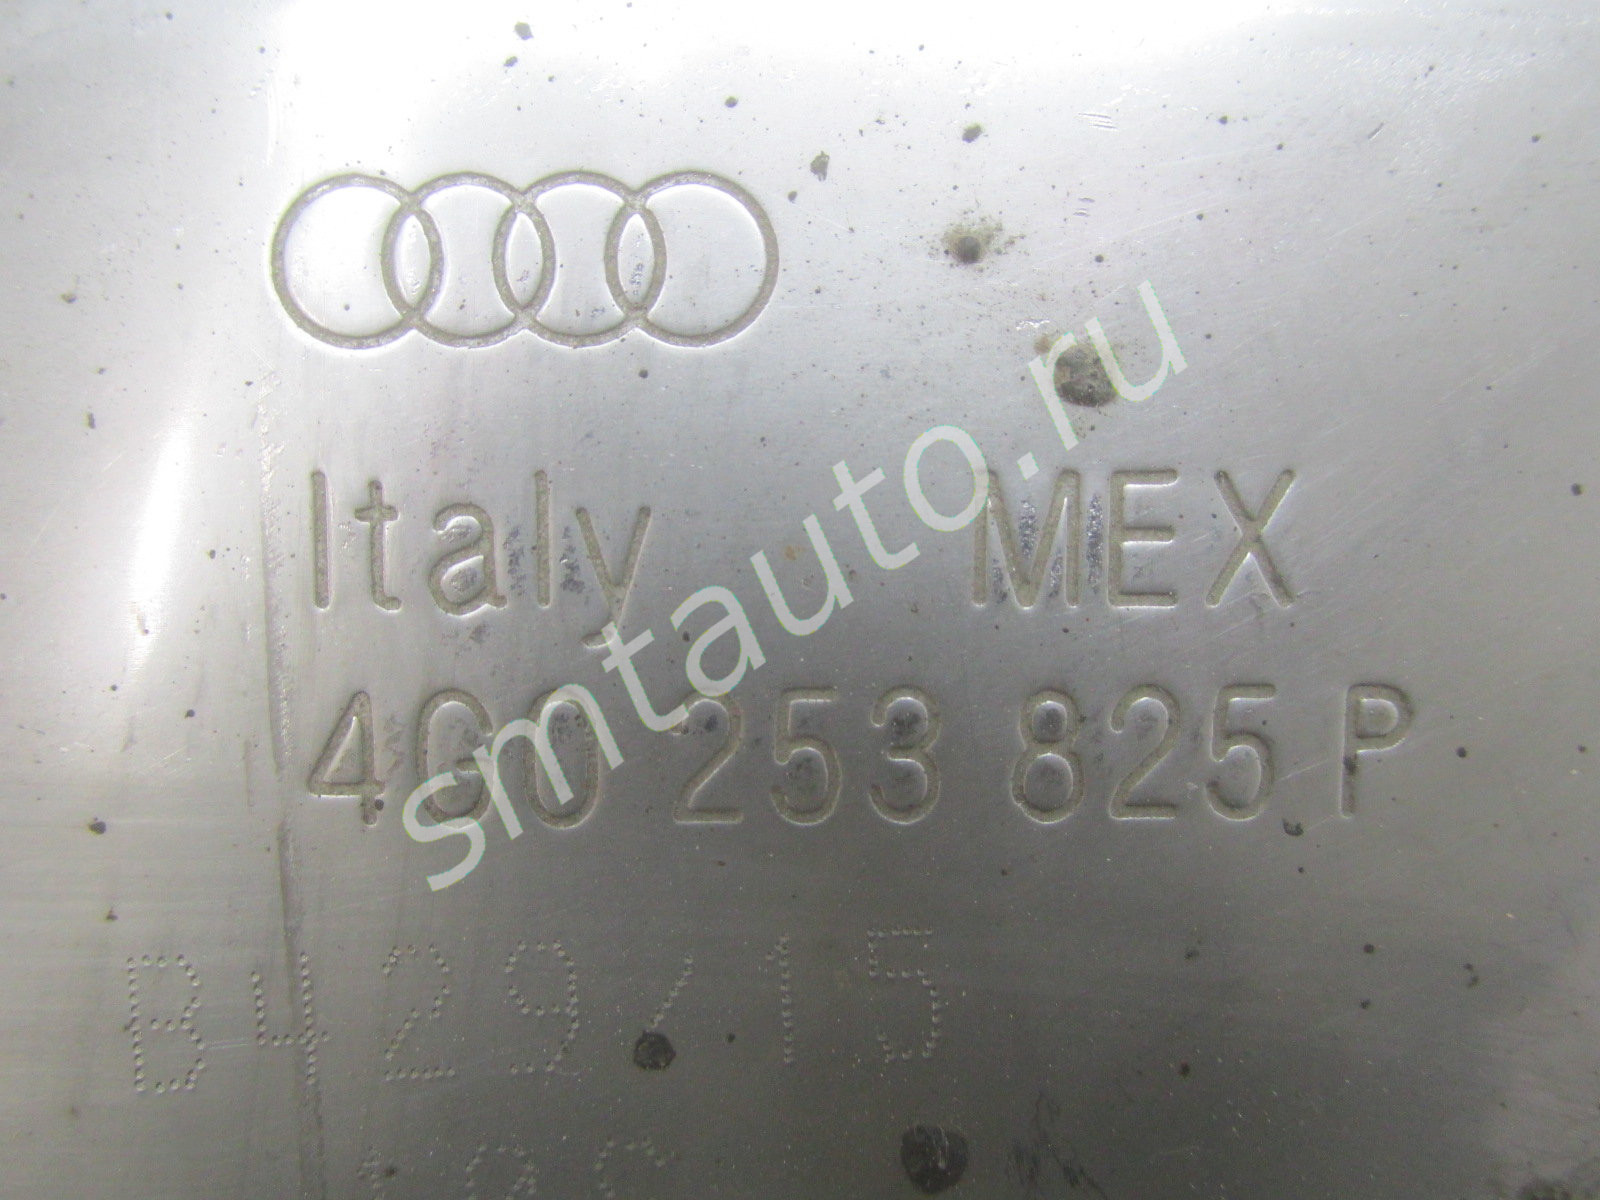 Italy MEX
4G0 253 825 P
B429/15
smtauto.ru